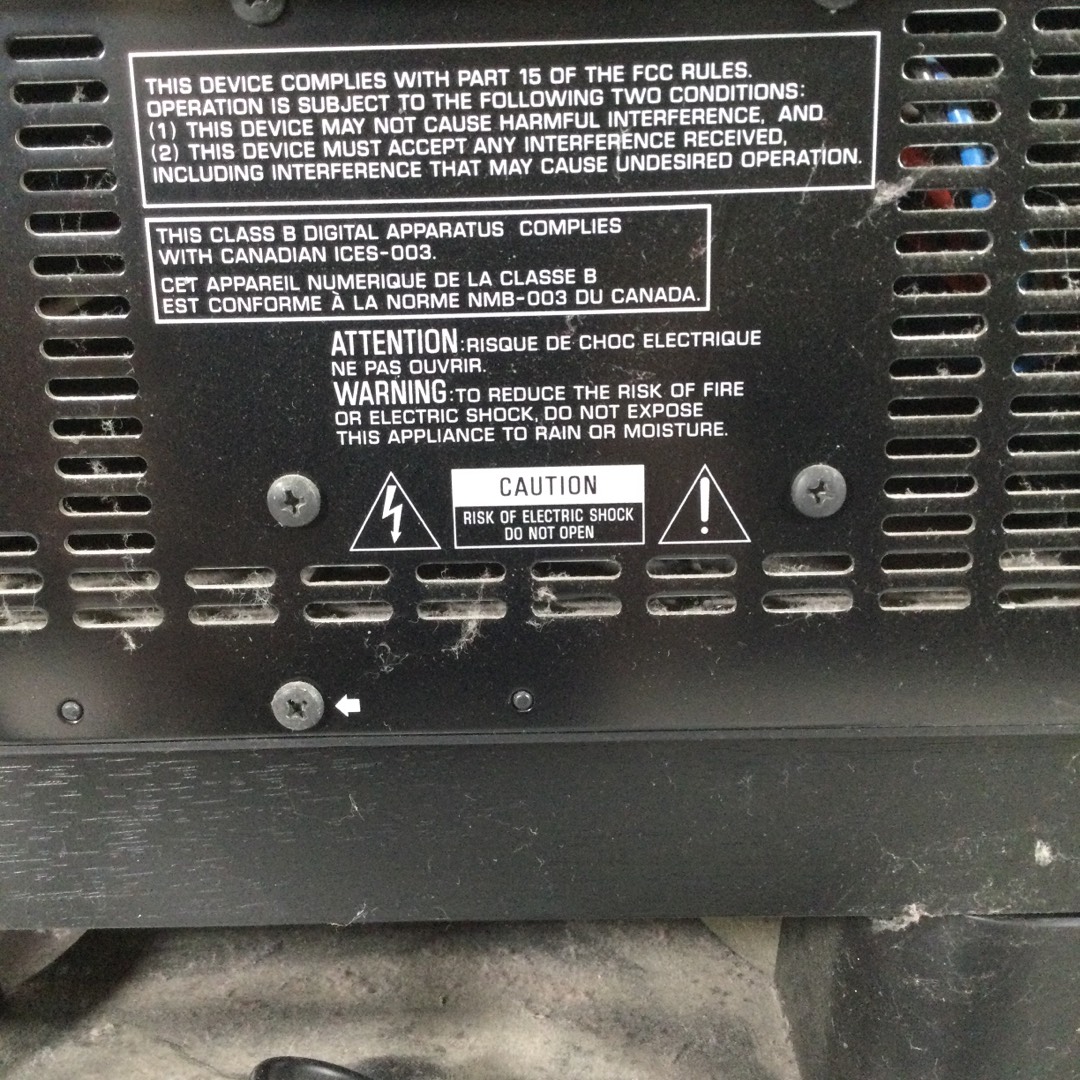 THIS DEVICE COMPLIES WITH PART 15 OF THE FCC RULES.
OPERATION IS SUBJECT TO THE FOLLOWING TWO CONDITIONS:
(1) THIS DEVICE MAY NOT CAUSE HARMFUL INTERFERENCE, AND
(2) THIS DEVICE MUST ACCEPT ANY INTERFERENCE RECEIVED,
INCLUDING INTERFERENCE THAT MAY CAUSE UNDESIRED OPERATION.
THIS CLASS B DIGITAL APPARATUS COMPLIES
WITH CANADIAN ICES-003.
CET APPAREIL NUMERIQUE DE LA CLASSE B
EST CONFORME À LA NORME NMB-003 DU CANADA.
ATTENTION:RISQUE DE CHOC ELECTRIQUE
NE PAS OUVRIR.
WARNING:TO REDUCE THE RISK OF FIRE
OR ELECTRIC SHOCK, DO NOT EXPOSE
THIS APPLIANCE TO RAIN OR MOISTURE.
CAUTION
RISK OF ELECTRIC SHOCK
DO NOT OPEN